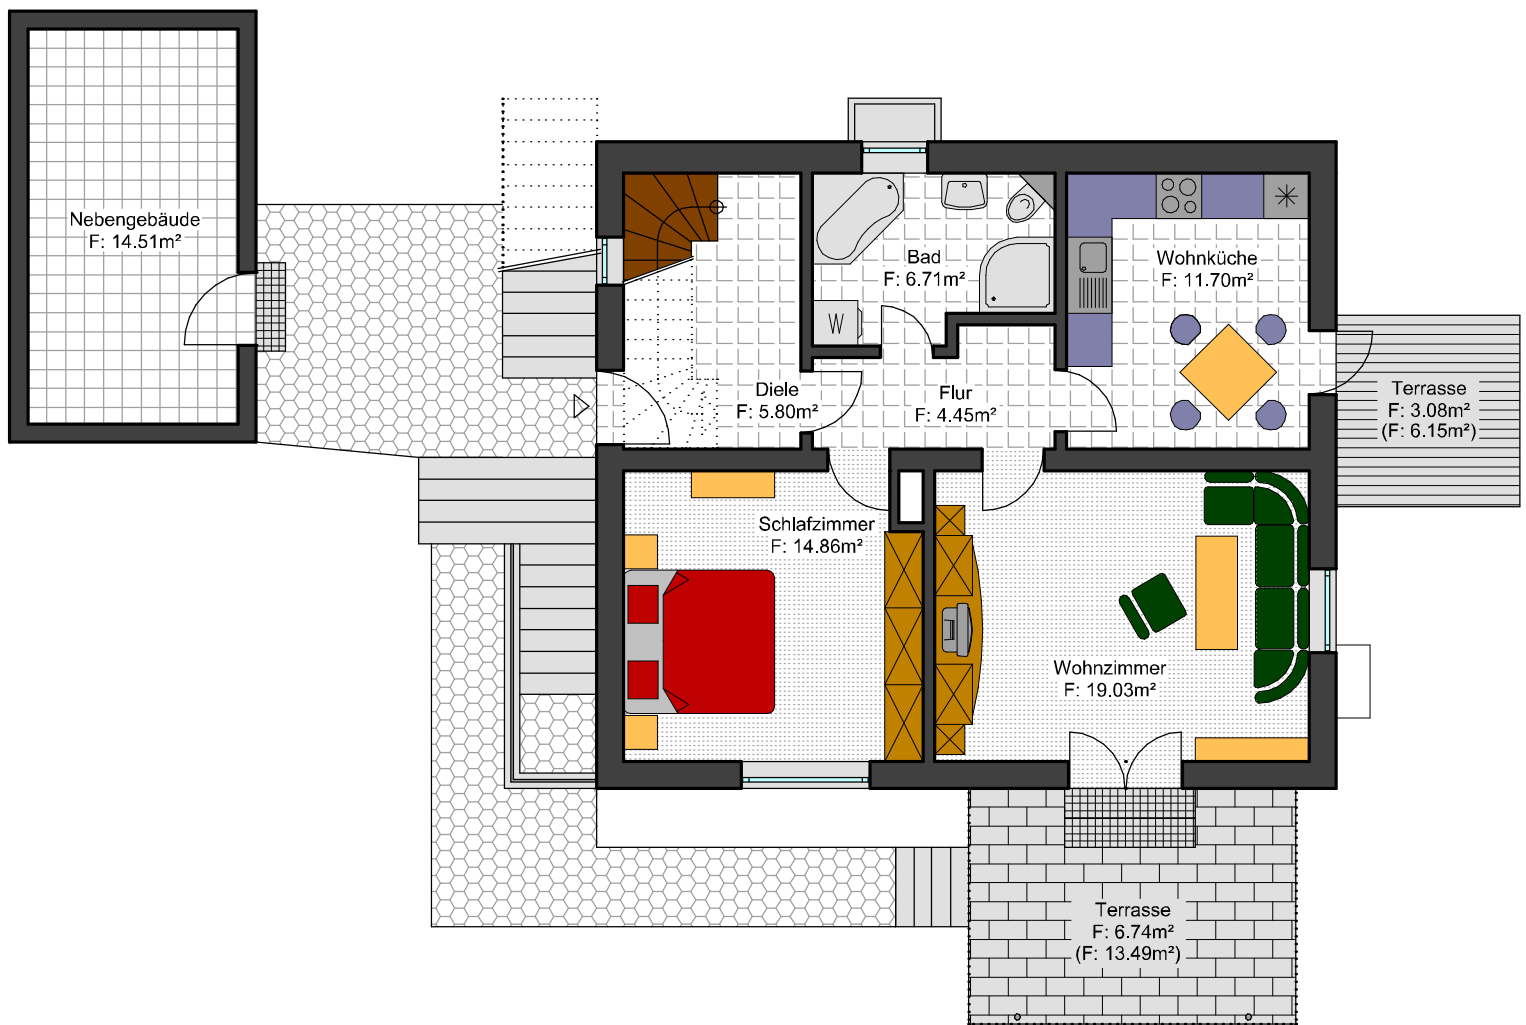 Nebengebäude
F: 14.51m²
Bad
F: 6.71m²
Wohnküche
F: 11.70m²
W
Diele
F: 5.80m²
Flur
F: 4.45m²
Terrasse
F: 3.08m²
(F: 6.15m²)
Schlafzimmer
F: 14.86m²
Wohnzimmer
F: 19.03m²
Terrasse
F: 6.74m²
(F: 13.49m²)